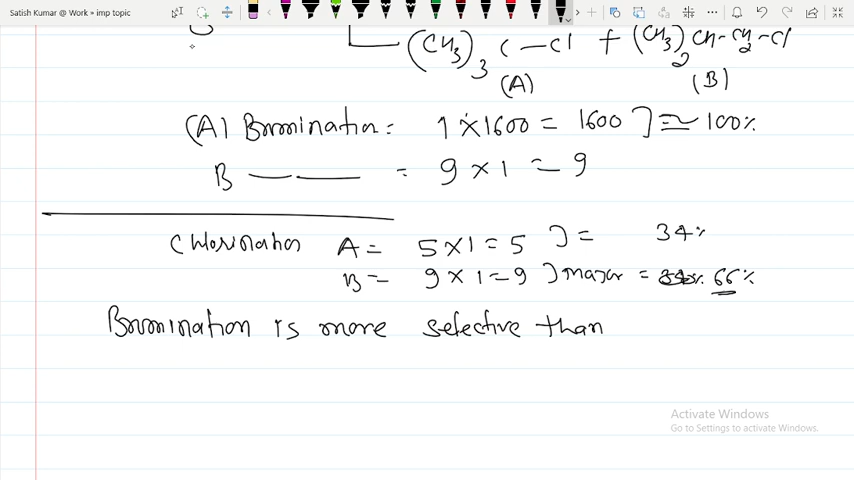 Satish Kumar @ Work » imp topic
(CH3)3 C—Cl + (CH3)2 CH-CH2-Cl
(A) (B)
(A) Bromination = 1 × 1600 = 1600 ] ≅ 100%
B —— —— = 9 × 1 = 9
Chlorination A = 5 × 1 = 5 ] = 34%
B = 9 × 1 = 9 ] major = 66%
Bromination is more selective than
Activate Windows
Go to Settings to activate Windows.